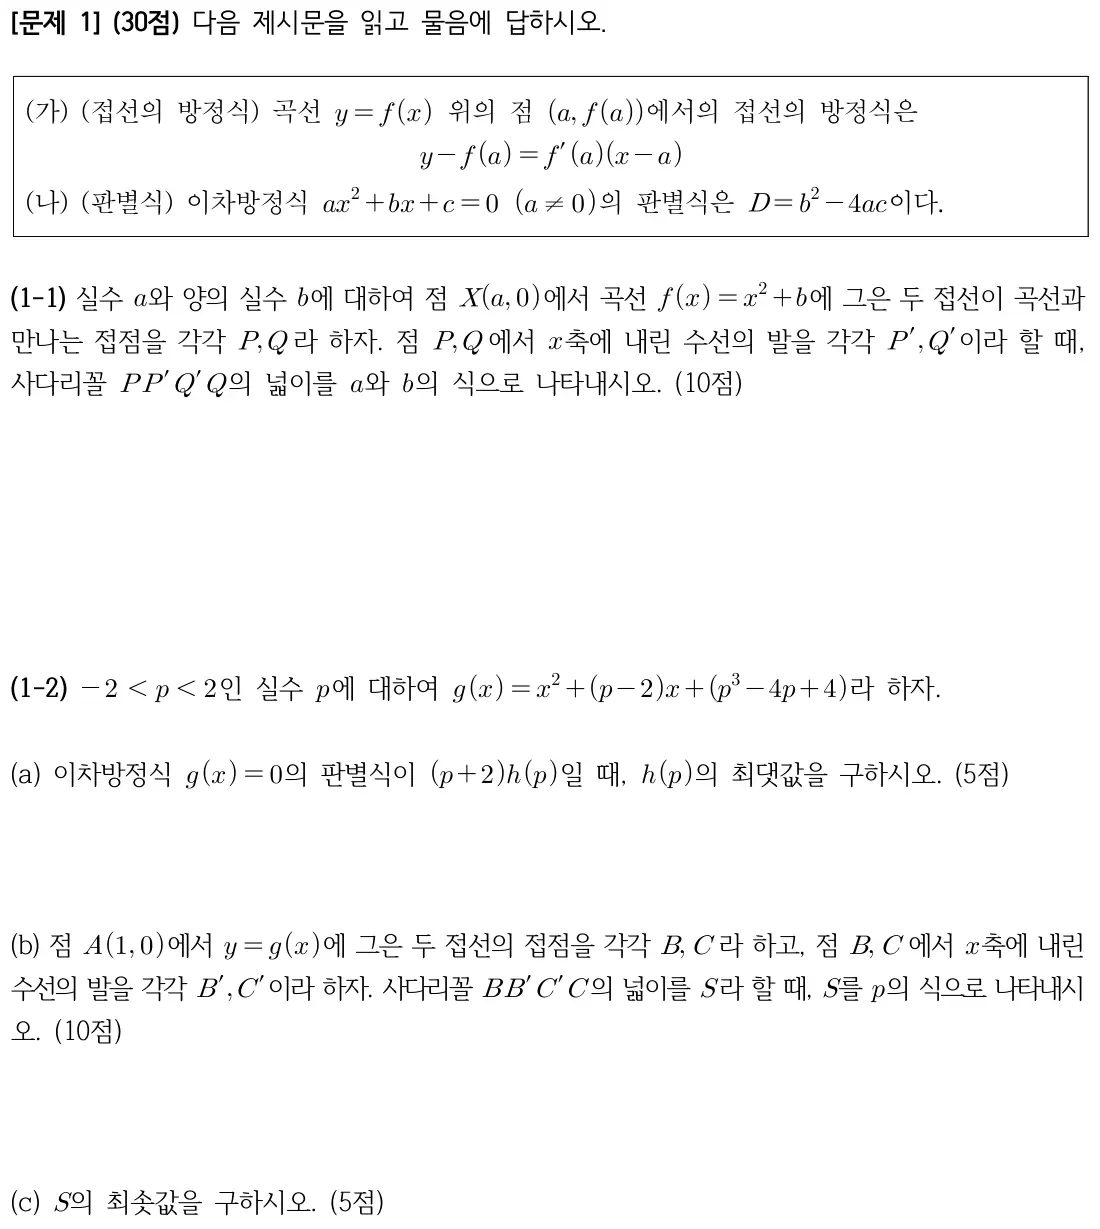 [문제 1] (30점) 다음 제시문을 읽고 물음에 답하시오.
(가) (접선의 방정식) 곡선 y=f(x) 위의 점 (a, f(a))에서의 접선의 방정식은
y−f(a)=f′(a)(x−a)
(나) (판별식) 이차방정식 ax²+bx+c=0 (a≠0)의 판별식은 D=b²−4ac이다.
(1-1) 실수 a와 양의 실수 b에 대하여 점 X(a, 0)에서 곡선 f(x)=x²+b에 그은 두 접선이 곡선과
만나는 접점을 각각 P, Q라 하자. 점 P, Q에서 x축에 내린 수선의 발을 각각 P′, Q′이라 할 때,
사다리꼴 PP′Q′Q의 넓이를 a와 b의 식으로 나타내시오. (10점)
(1-2) −2<p<2인 실수 p에 대하여 g(x)=x²+(p−2)x+(p³−4p+4)라 하자.
(a) 이차방정식 g(x)=0의 판별식이 (p+2)h(p)일 때, h(p)의 최댓값을 구하시오. (5점)
(b) 점 A(1, 0)에서 y=g(x)에 그은 두 접선의 접점을 각각 B, C라 하고, 점 B, C에서 x축에 내린
수선의 발을 각각 B′, C′이라 하자. 사다리꼴 BB′C′C의 넓이를 S라 할 때, S를 p의 식으로 나타내시
오. (10점)
(c) S의 최솟값을 구하시오. (5점)